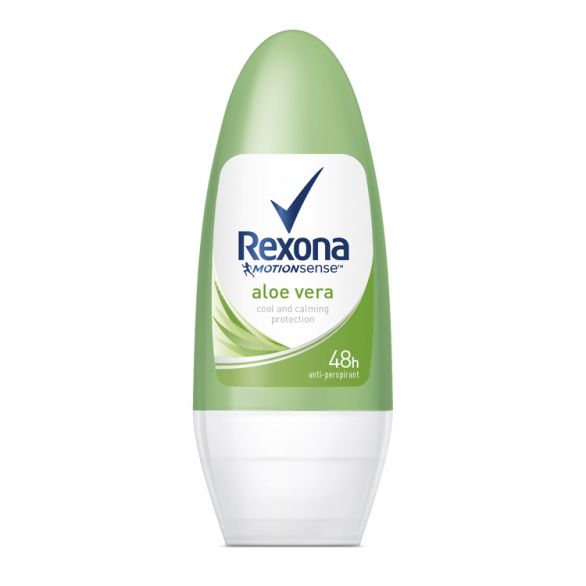 Rexona
MOTIONsense™
aloe vera
cool and calming
protection
48h
anti-perspirant